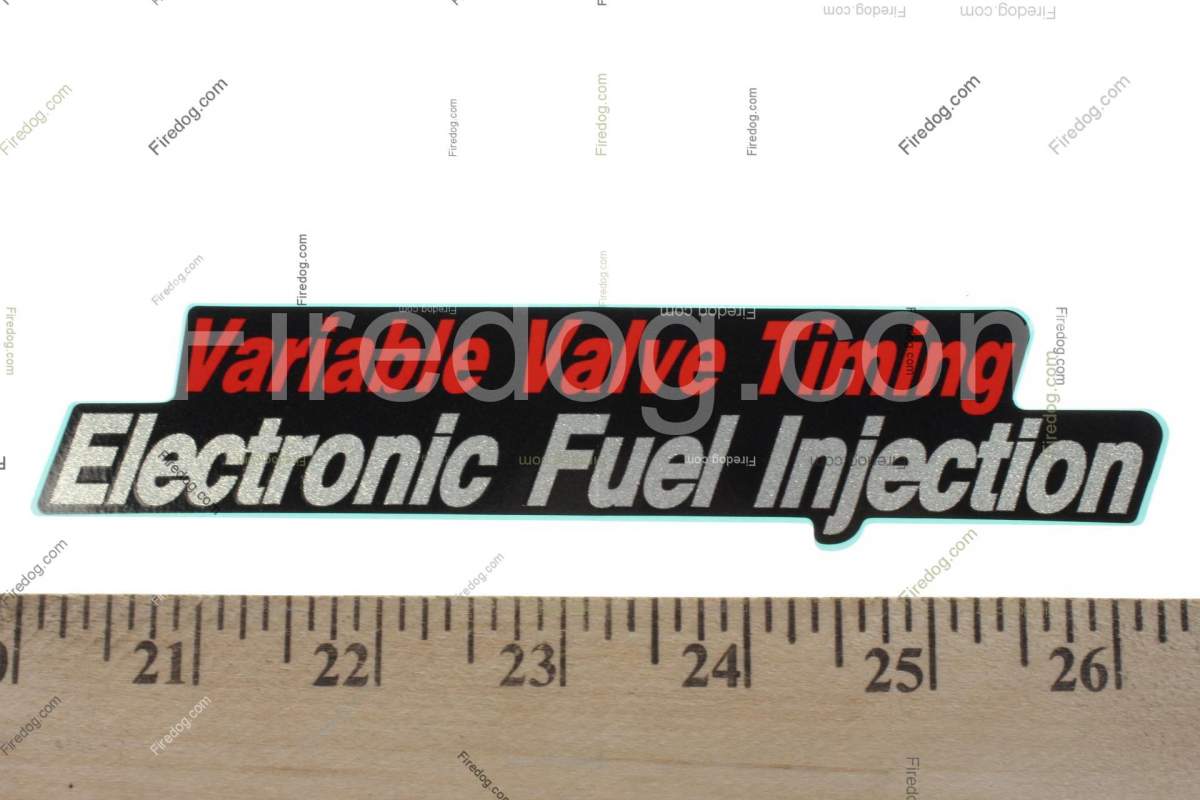 Firedog.com
Variable Valve Timing
Electronic Fuel Injection
21 22 23 24 25 26